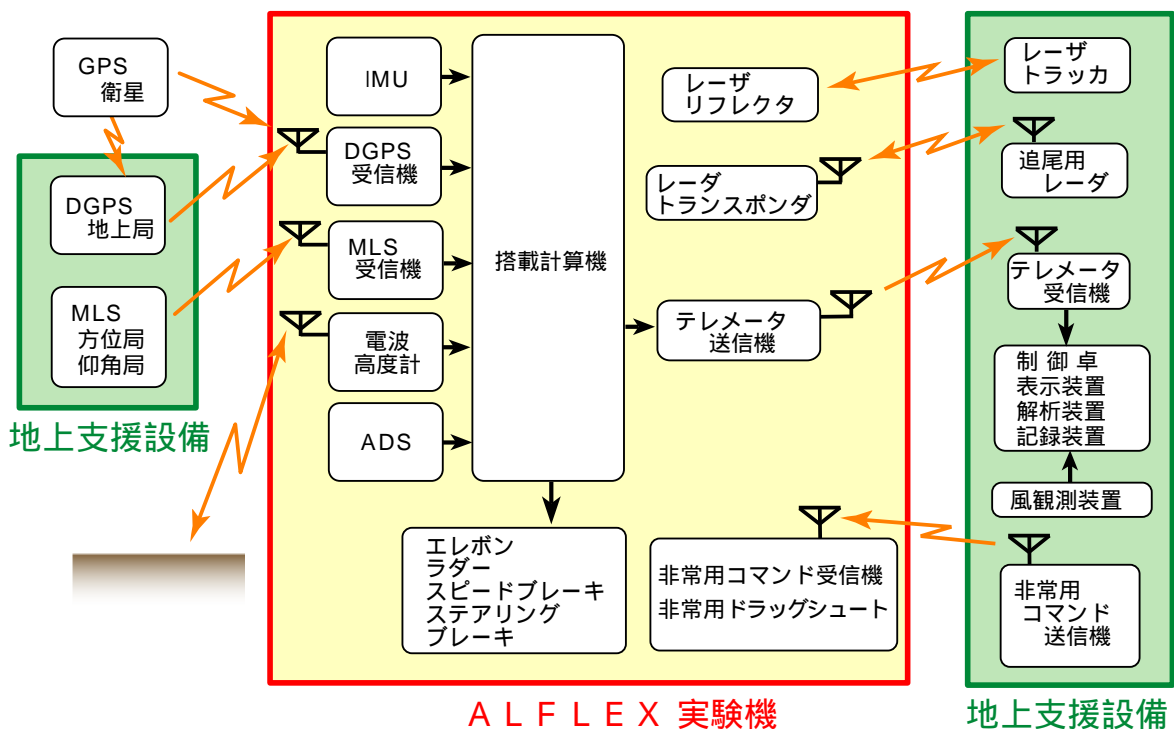 GPS
衛星
DGPS
地上局
MLS
方位局
仰角局
地上支援設備
IMU
DGPS
受信機
MLS
受信機
電波
高度計
ADS
搭載計算機
エレボン
ラダー
スピードブレーキ
ステアリング
ブレーキ
レーザ
リフレクタ
レーダ
トランスポンダ
テレメータ
送信機
非常用コマンド受信機
非常用ドラッグシュート
ALFLEX 実験機
レーザ
トラッカ
追尾用
レーダ
テレメータ
受信機
制御卓
表示装置
解析装置
記録装置
風観測装置
非常用
コマンド
送信機
地上支援設備